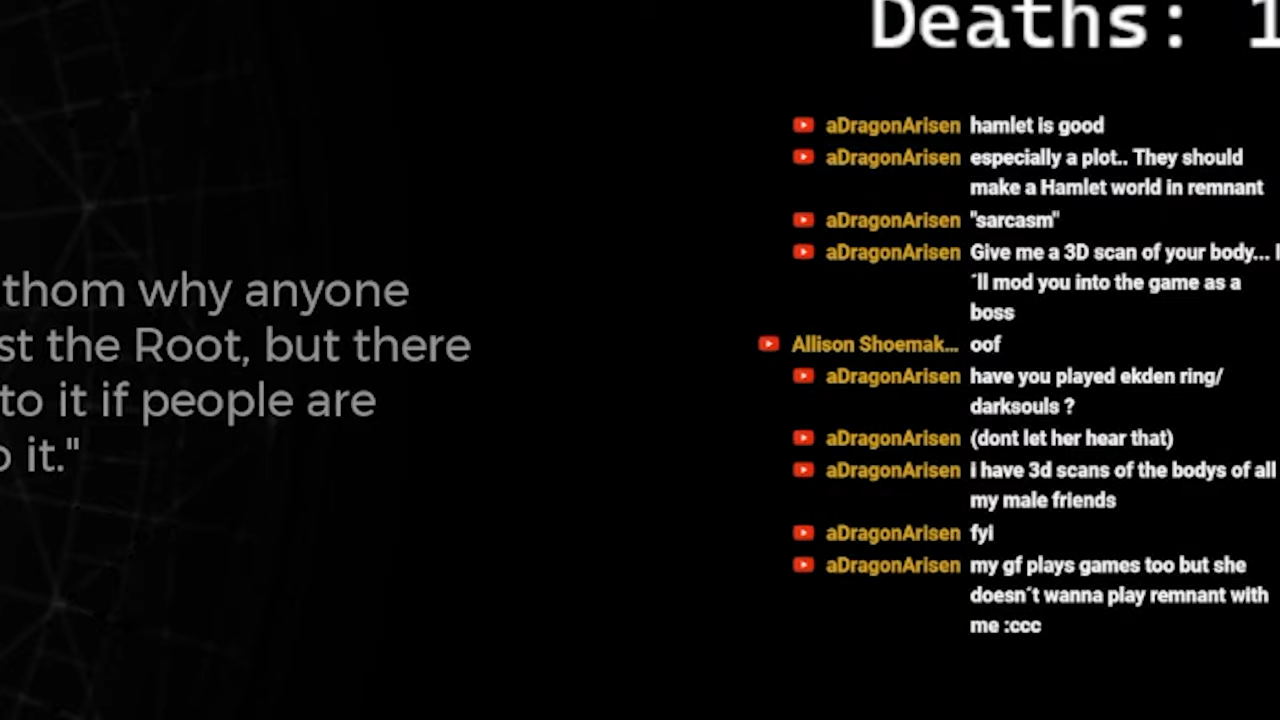 Deaths: 1
thom why anyone
st the Root, but there
to it if people are
o it."
aDragonArisen hamlet is good
aDragonArisen especially a plot.. They should
make a Hamlet world in remnant
aDragonArisen "sarcasm"
aDragonArisen Give me a 3D scan of your body... I
´ll mod you into the game as a
boss
Allison Shoemak... oof
aDragonArisen have you played ekden ring/
darksouls ?
aDragonArisen (dont let her hear that)
aDragonArisen i have 3d scans of the bodys of all
my male friends
aDragonArisen fyi
aDragonArisen my gf plays games too but she
doesn´t wanna play remnant with
me :ccc